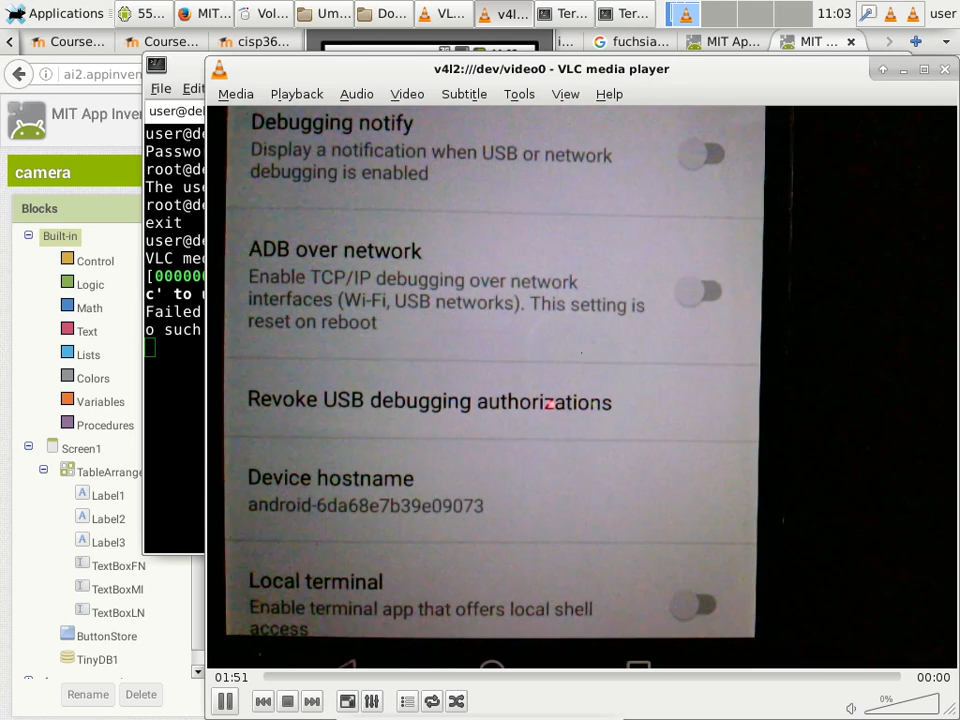 Applications
55...
MIT...
Vol...
Um...
Do...
VL...
v4l...
Ter...
Ter...
11:03
user
Course...
Course...
cisp36...
i...
fuchsia...
MIT Ap...
MIT ...
ai2.appinven
v4l2:///dev/video0 - VLC media player
File Edit
Media Playback Audio Video Subtitle Tools View Help
MIT App Inver
user@del
camera
Blocks
Built-in
Control
Logic
Math
Text
Lists
Colors
Variables
Procedures
Screen1
TableArrange
Label1
Label2
Label3
TextBoxFN
TextBoxMI
TextBoxLN
ButtonStore
TinyDB1
Rename Delete
user@de
Passwo
root@de
The use
root@de
exit
user@de
VLC med
[000000
c' to u
Failed
o such
Debugging notify
Display a notification when USB or network
debugging is enabled
ADB over network
Enable TCP/IP debugging over network
interfaces (Wi-Fi, USB networks). This setting is
reset on reboot
Revoke USB debugging authorizations
Device hostname
android-6da68e7b39e09073
Local terminal
Enable terminal app that offers local shell
access
01:51
00:00
0%